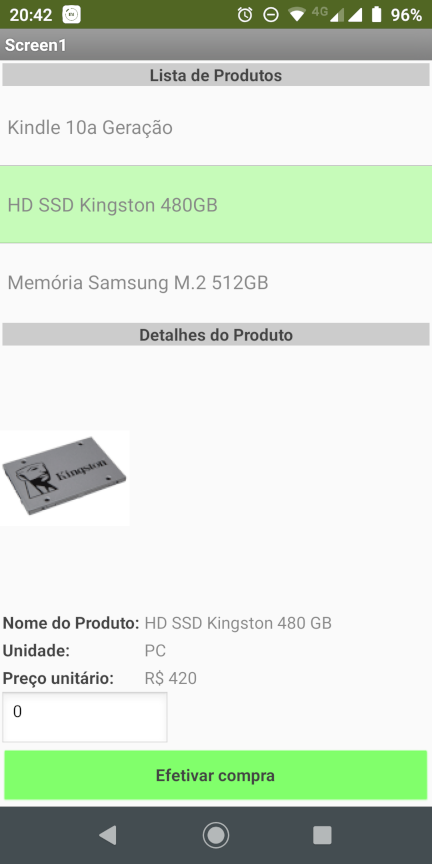 20:42 4G 96%
Screen1
Lista de Produtos
Kindle 10a Geração
HD SSD Kingston 480GB
Memória Samsung M.2 512GB
Detalhes do Produto
Kingston
Nome do Produto: HD SSD Kingston 480 GB
Unidade: PC
Preço unitário: R$ 420
0
Efetivar compra